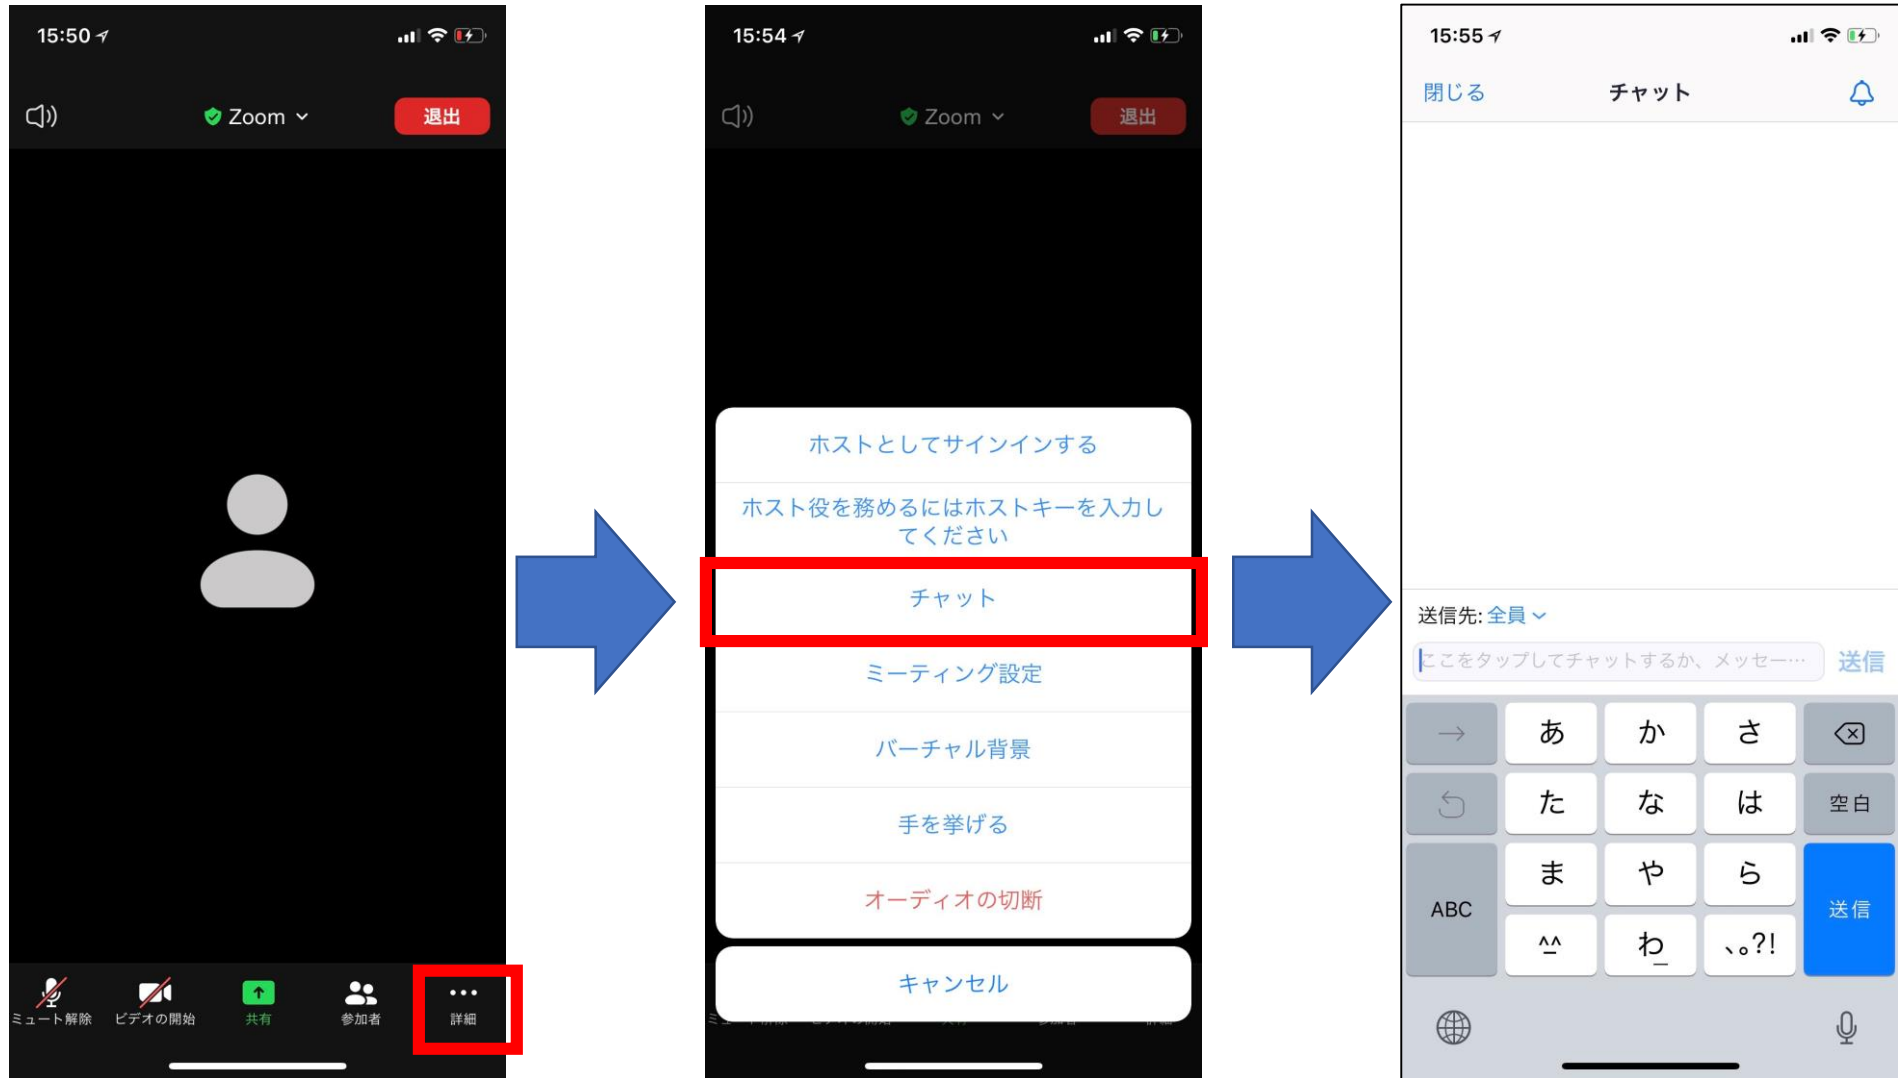 15:50
Zoom
退出
ミュート解除
ビデオの開始
共有
参加者
詳細
15:54
Zoom
退出
ホストとしてサインインする
ホスト役を務めるにはホストキーを入力し
てください
チャット
ミーティング設定
バーチャル背景
手を挙げる
オーディオの切断
キャンセル
15:55
閉じる
チャット
送信先: 全員
ここをタップしてチャットするか、メッセー…
送信
→ あ か さ
た な は 空白
ま や ら
ABC
送信
^^ わ 、。?!